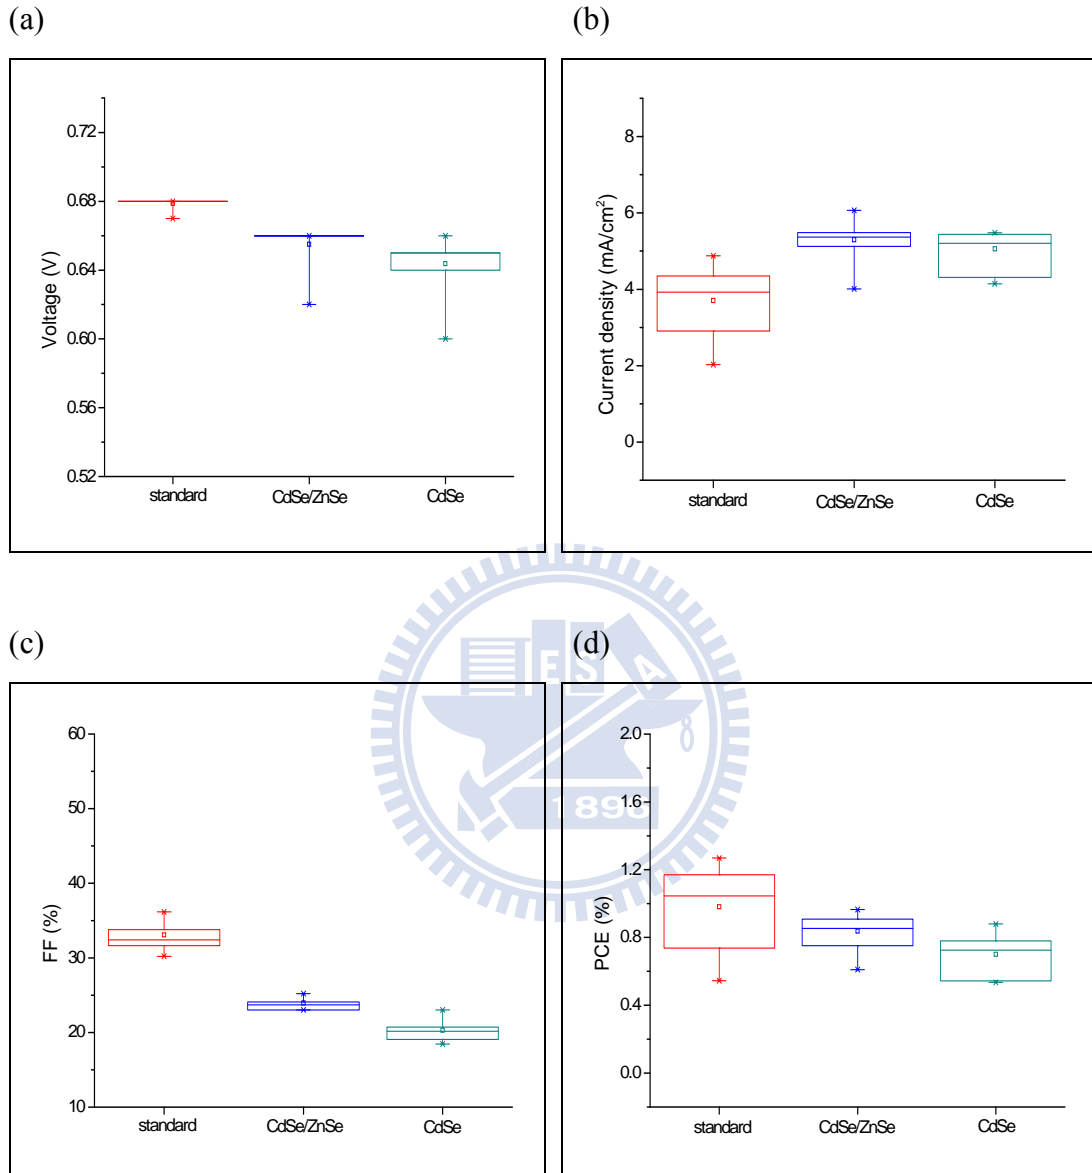 (a)
(b)
0.72
0.68
0.64
0.60
0.56
0.52
Voltage (V)
standard
CdSe/ZnSe
CdSe
8
6
4
2
0
Current density (mA/cm²)
standard
CdSe/ZnSe
CdSe
(c)
(d)
60
50
40
30
20
10
FF (%)
standard
CdSe/ZnSe
CdSe
2.0
1.6
1.2
0.8
0.4
0.0
PCE (%)
standard
CdSe/ZnSe
CdSe
E S A
1896